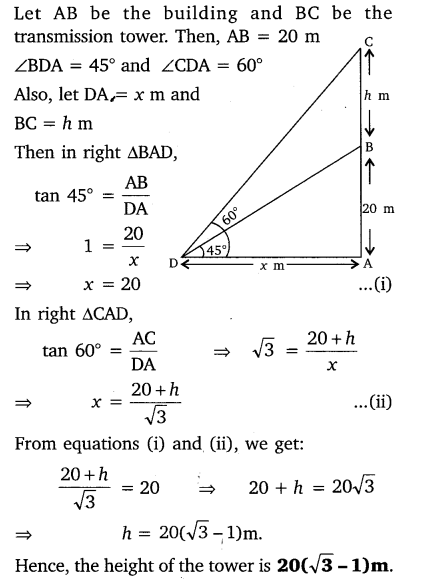 Let AB be the building and BC be the
transmission tower. Then, AB = 20 m
∠BDA = 45° and ∠CDA = 60°
Also, let DA = x m and
BC = h m
Then in right ΔBAD,
tan 45° = AB/DA
⇒ 1 = 20/x
⇒ x = 20 ...(i)
C
h m
B
20 m
60°
45°
D
x m
A
In right ΔCAD,
tan 60° = AC/DA ⇒ √3 = (20 + h)/x
⇒ x = (20 + h)/√3 ...(ii)
From equations (i) and (ii), we get:
(20 + h)/√3 = 20 ⇒ 20 + h = 20√3
⇒ h = 20(√3 – 1)m.
Hence, the height of the tower is 20(√3 – 1)m.